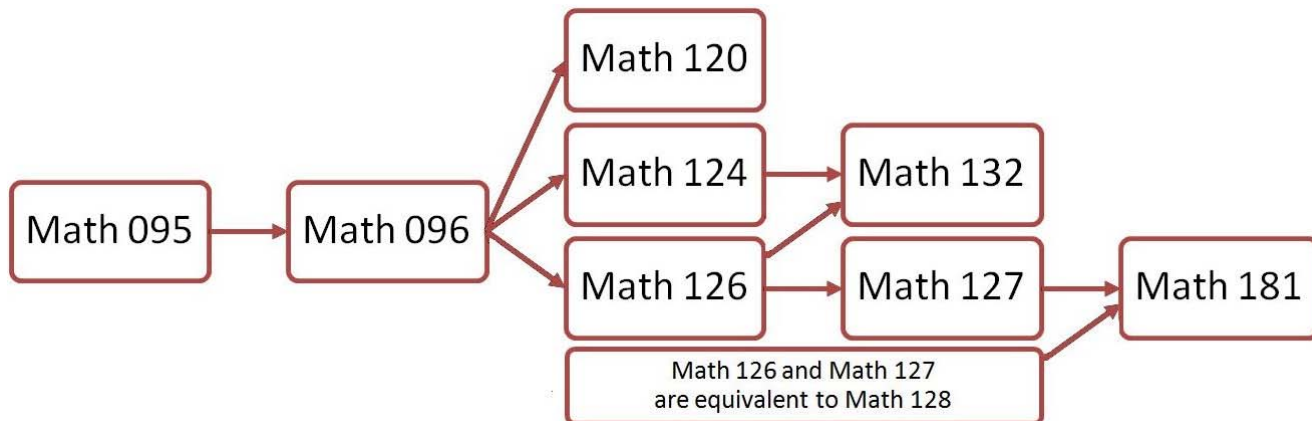 Math 120
Math 124
Math 132
Math 095
Math 096
Math 126
Math 127
Math 181
Math 126 and Math 127
are equivalent to Math 128